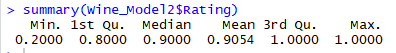 > summary(Wine_Model2$Rating)
Min. 1st Qu. Median Mean 3rd Qu. Max.
0.2000 0.8000 0.9000 0.9054 1.0000 1.0000